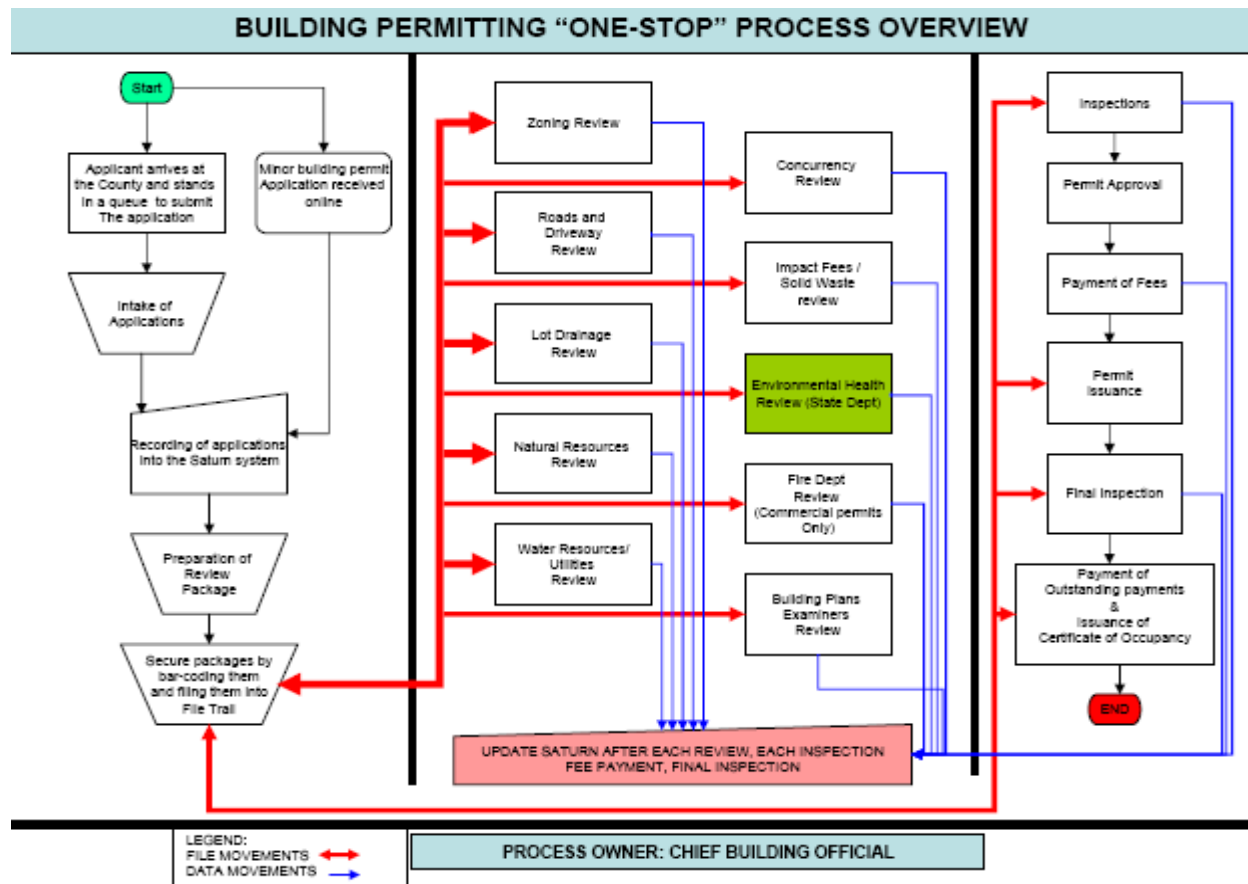 BUILDING PERMITTING “ONE-STOP” PROCESS OVERVIEW
Start
Applicant arrives at
the County and stands
in a queue to submit
The application
Minor building permit
Application received
online
Intake of
Applications
Recording of applications
into the Saturn system
Preparation of
Review
Package
Secure packages by
bar-coding them
and filing them into
File Trail
Zoning Review
Roads and
Driveway
Review
Lot Drainage
Review
Natural Resources
Review
Water Resources/
Utilities
Review
Concurrency
Review
Impact Fees /
Solid Waste
review
Environmental Health
Review (State Dept)
Fire Dept
Review
(Commercial permits
Only)
Building Plans
Examiners
Review
UPDATE SATURN AFTER EACH REVIEW, EACH INSPECTION
FEE PAYMENT, FINAL INSPECTION
Inspections
Permit Approval
Payment of Fees
Permit
Issuance
Final Inspection
Payment of
Outstanding payments
&
Issuance of
Certificate of Occupancy
END
LEGEND:
FILE MOVEMENTS
DATA MOVEMENTS
PROCESS OWNER: CHIEF BUILDING OFFICIAL